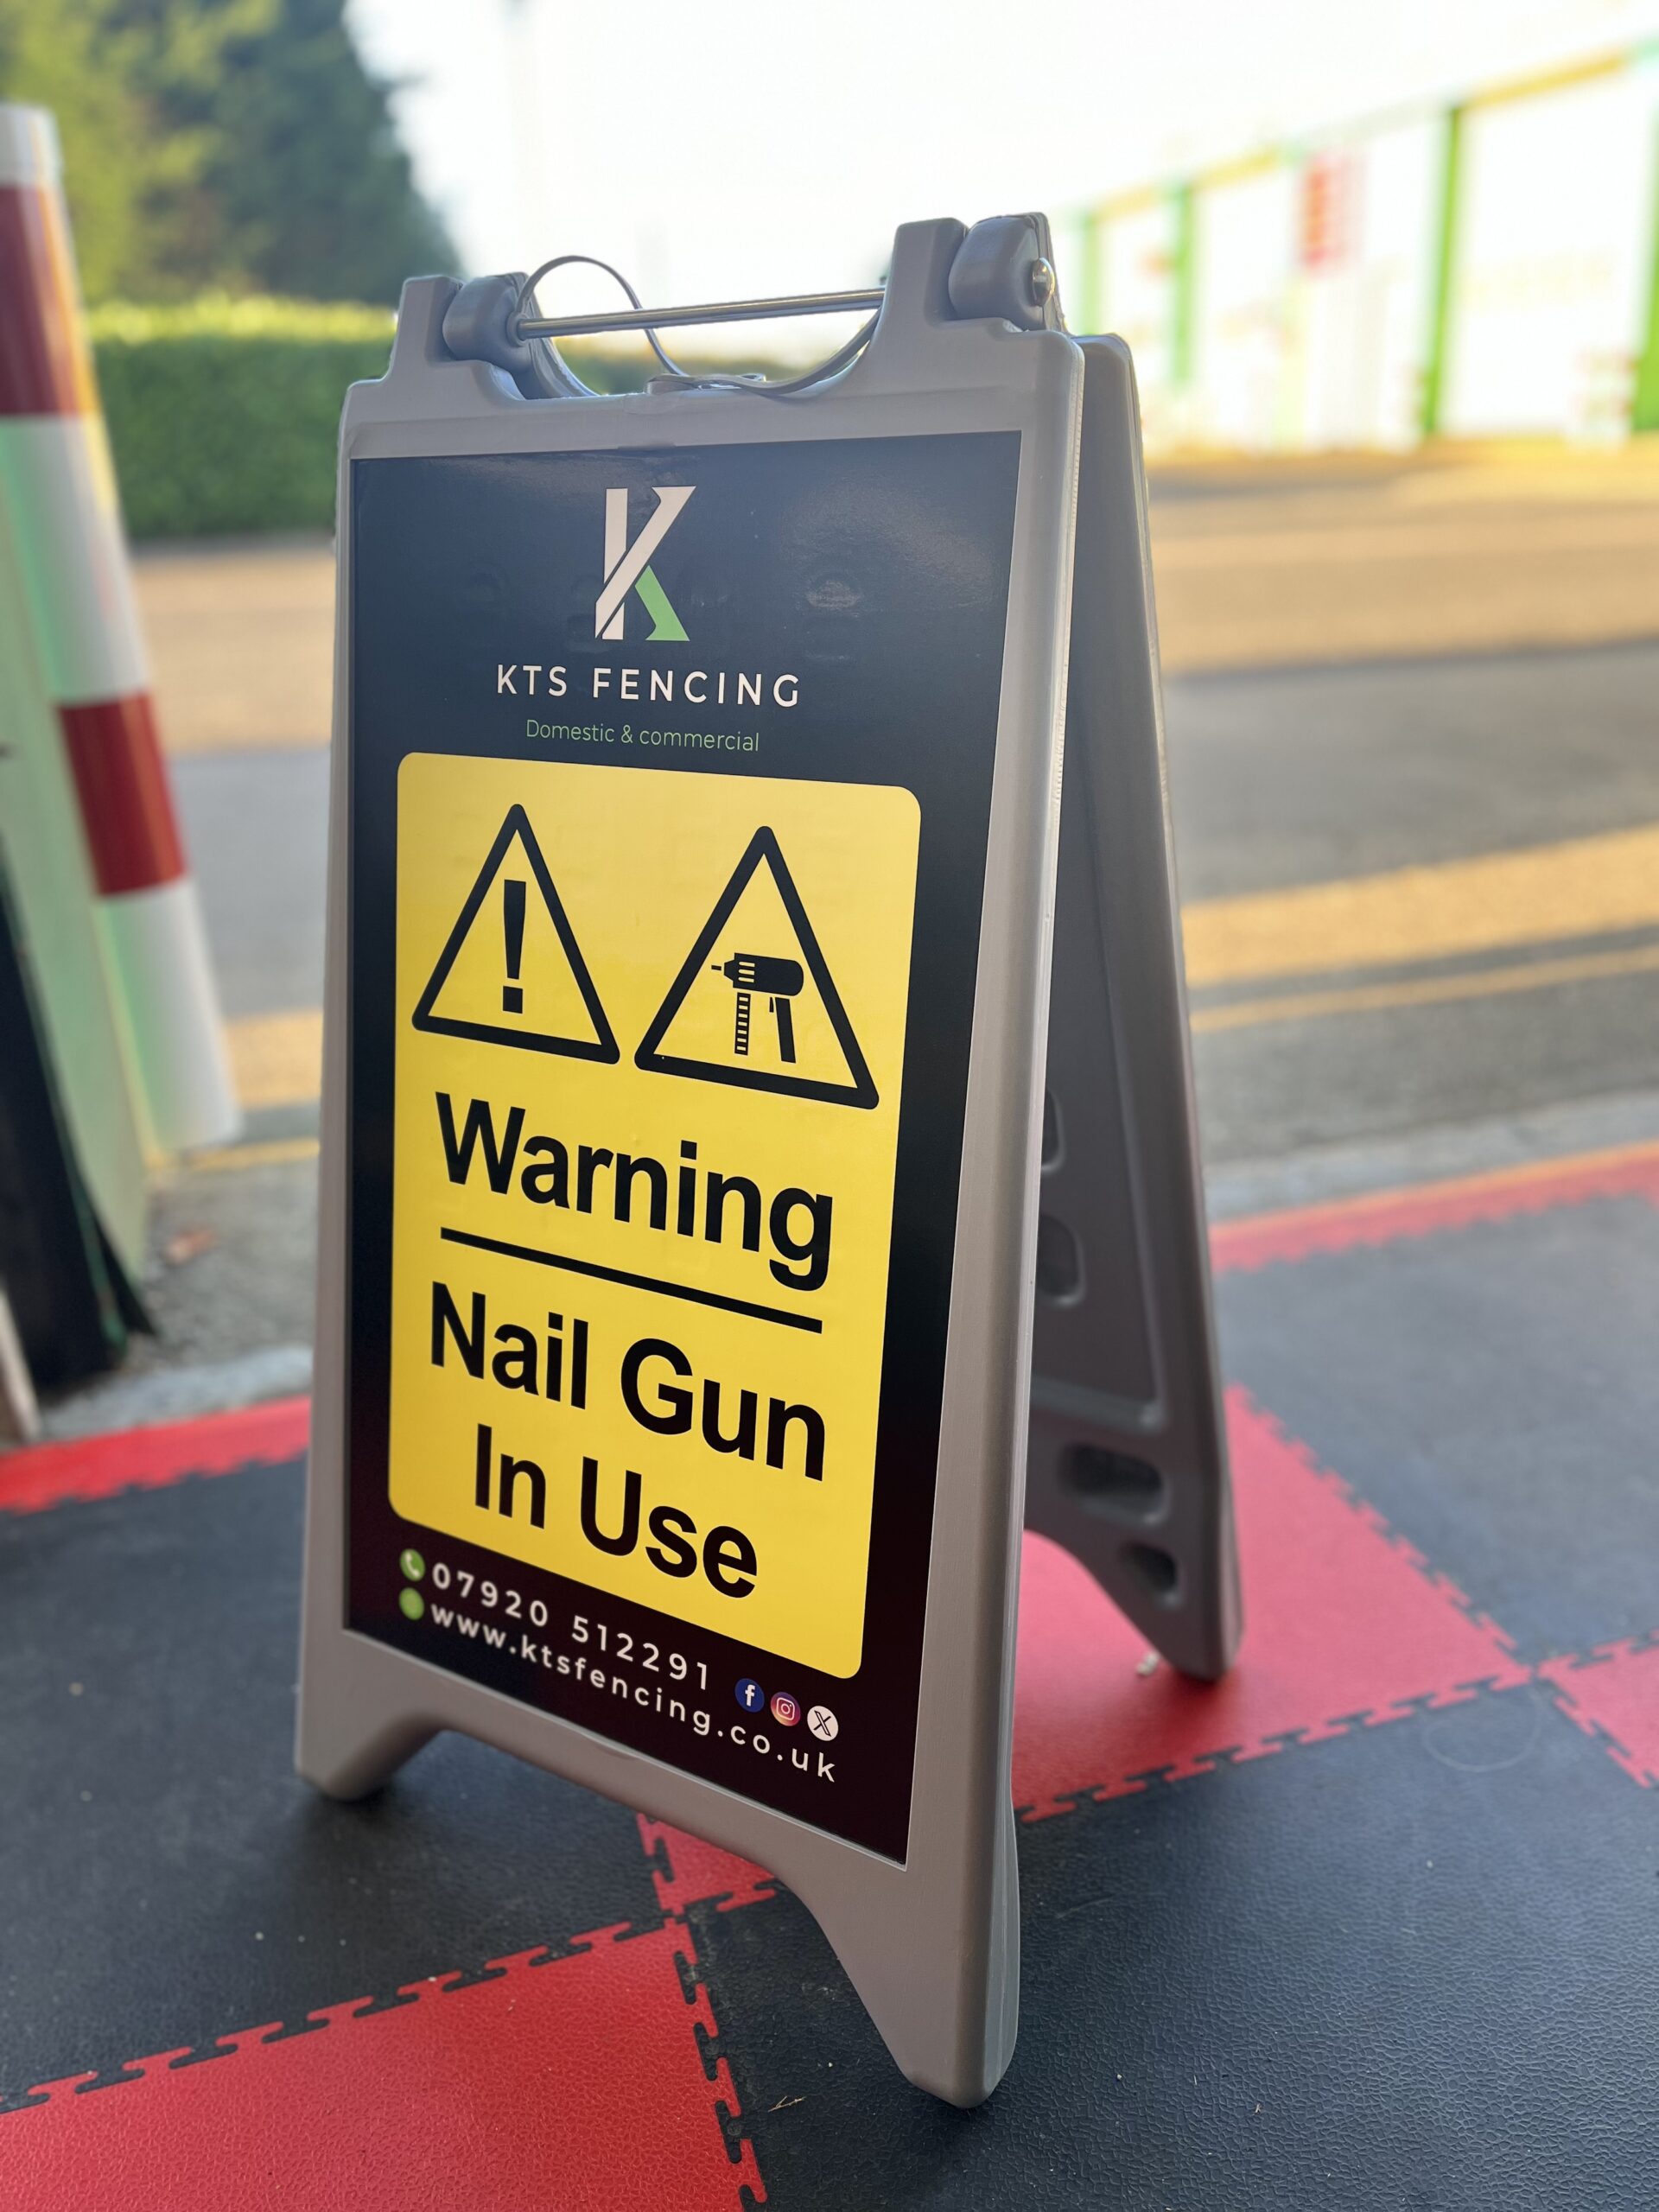 KTS FENCING
Domestic & commercial
Warning
Nail Gun
In Use
07920 512291
www.ktsfencing.co.uk